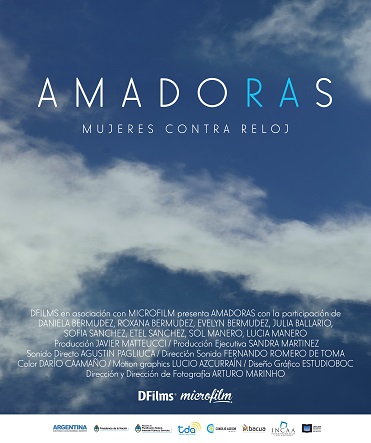 AMADORAS
MUJERES CONTRA RELOJ
DFILMS en asociación con MICROFILM presenta AMADORAS con la participación de
DANIELA BERMUDEZ, ROXANA BERMUDEZ, EVELYN BERMUDEZ, JULIA BALLARIO,
SOFIA SANCHEZ, ETEL SANCHEZ, SOL MANERO, LUCIA MANERO
Producción JAVIER MATTEUCCI / Producción Ejecutiva SANDRA MARTINEZ
Sonido Directo AGUSTIN PAGLIUCA / Dirección Sonido FERNANDO ROMERO DE TOMA
Color DARÍO CAAMAÑO / Motion graphics LUCIO AZCURRAIN / Diseño Gráfico ESTUDIOBOC
Dirección y Dirección de Fotografía ARTURO MARINHO
DFilms microfilm
ARGENTINA tda bacua INCAA